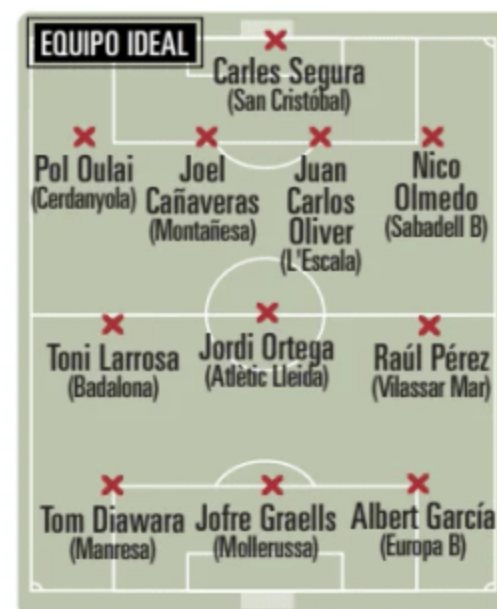 EQUIPO IDEAL
Carles Segura
(San Cristóbal)
Pol Oulai
(Cerdanyola)
Joel
Cañaveras
(Montañesa)
Juan
Carlos
Oliver
(L'Escala)
Nico
Olmedo
(Sabadell B)
Toni Larrosa
(Badalona)
Jordi Ortega
(Atlètic Lleida)
Raúl Pérez
(Vilassar Mar)
Tom Diawara
(Manresa)
Jofre Graells
(Mollerussa)
Albert García
(Europa B)